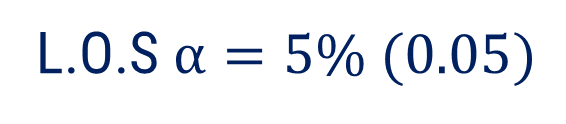 L.O.S α = 5% (0.05)